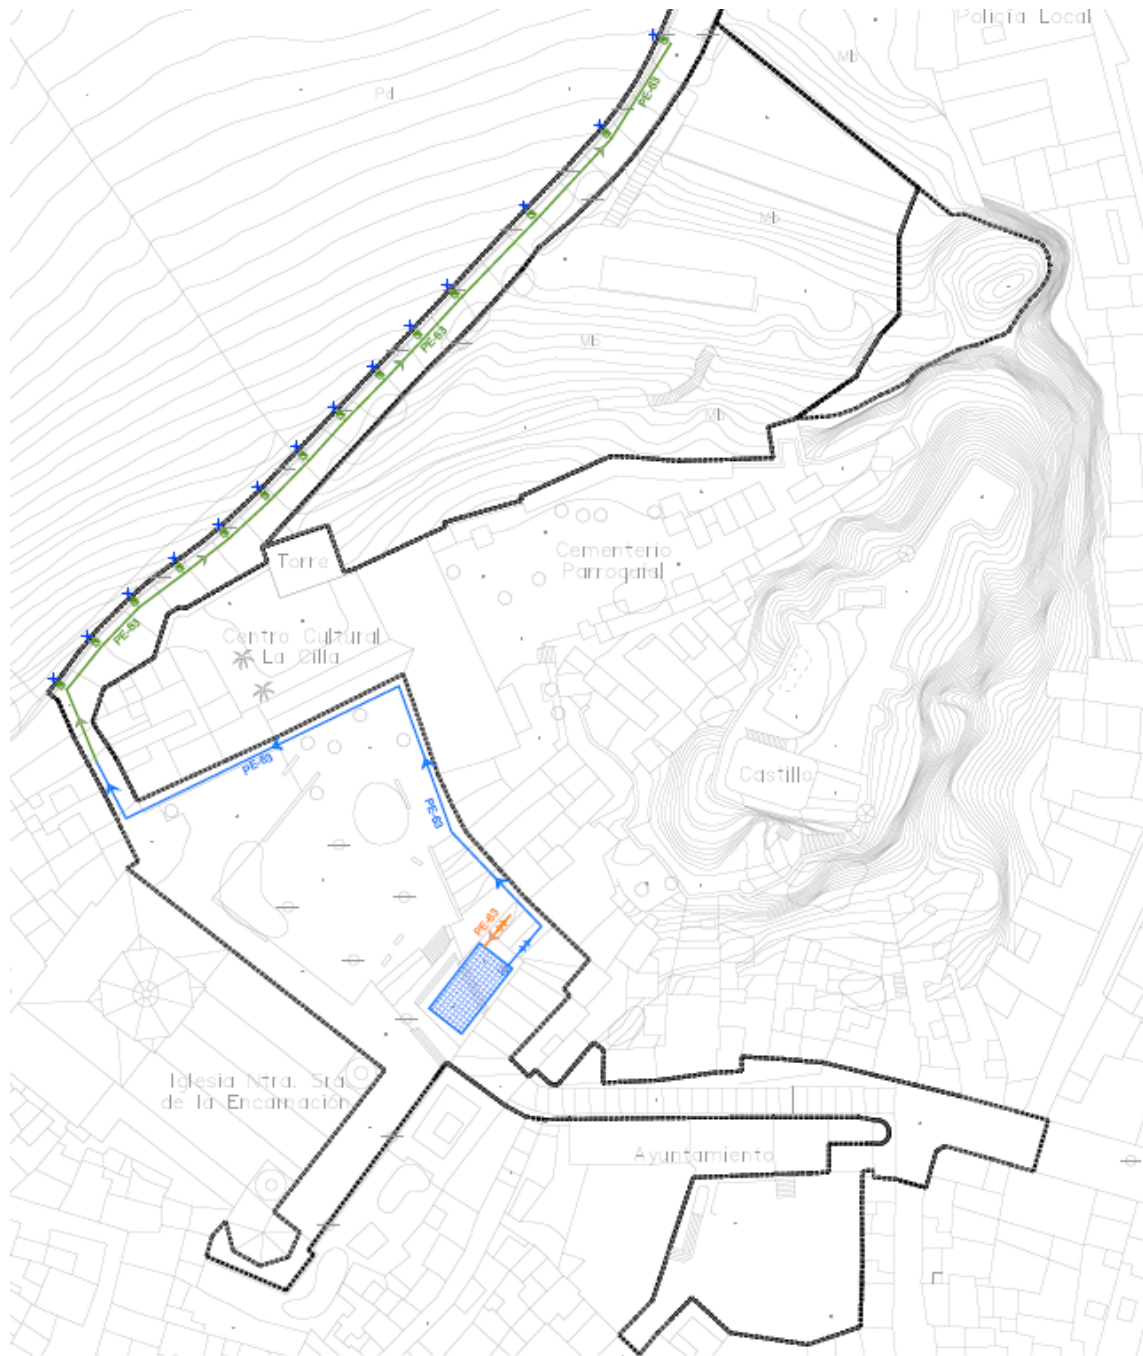 Policía Local
Mb
Pd
PE-63
Mb
PE-63
Mb
Mb
Cementerio
Parroquial
Torre
PE-63
Centro Cultural
La Cilla
PE-63
PE-63
Castillo
PE-63
Iglesia Ntra. Sra.
de la Encarnación
Ayuntamiento